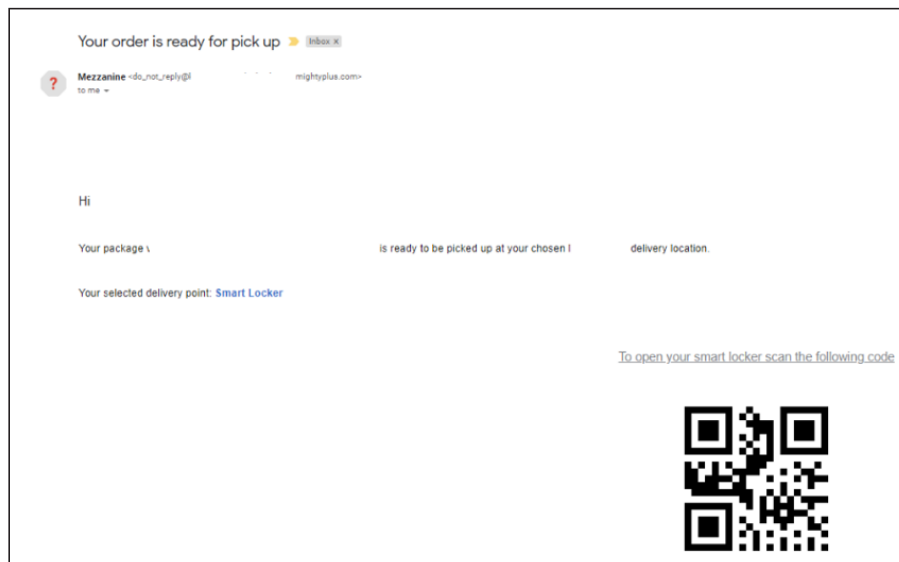 Your order is ready for pick up Inbox x
?
Mezzanine <do_not_reply@l mightyplus.com>
to me
Hi
Your package is ready to be picked up at your chosen l delivery location.
Your selected delivery point: Smart Locker
To open your smart locker scan the following code